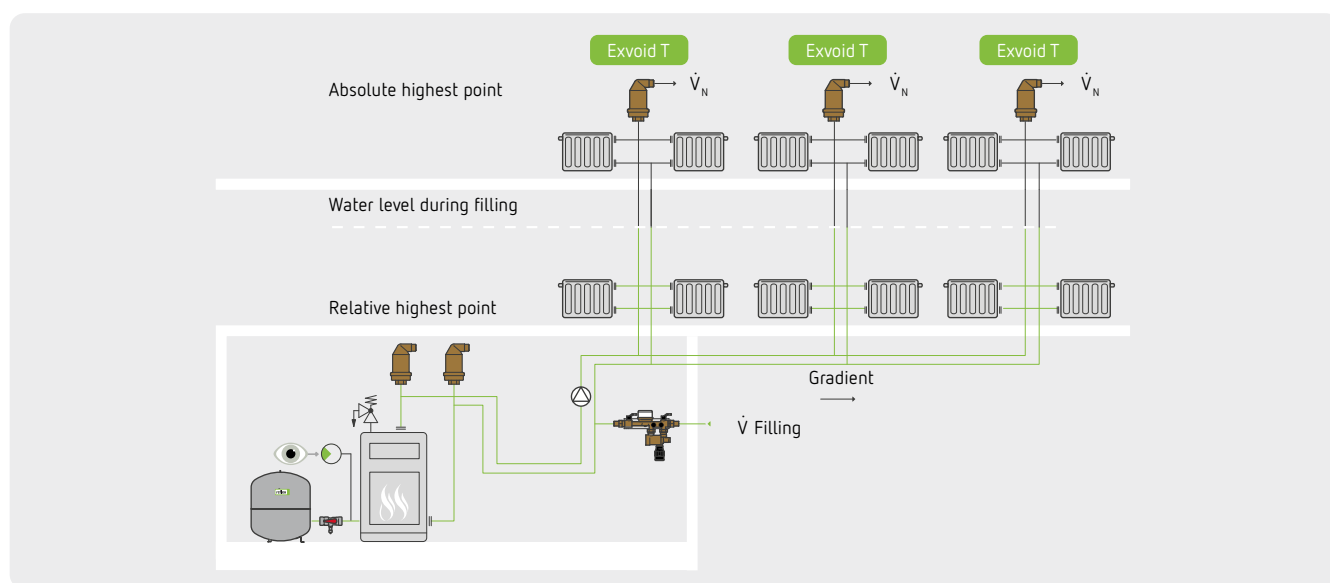 Exvoid T
Exvoid T
Exvoid T
Absolute highest point
V̇N
V̇N
V̇N
Water level during filling
Relative highest point
Gradient
V̇ Filling